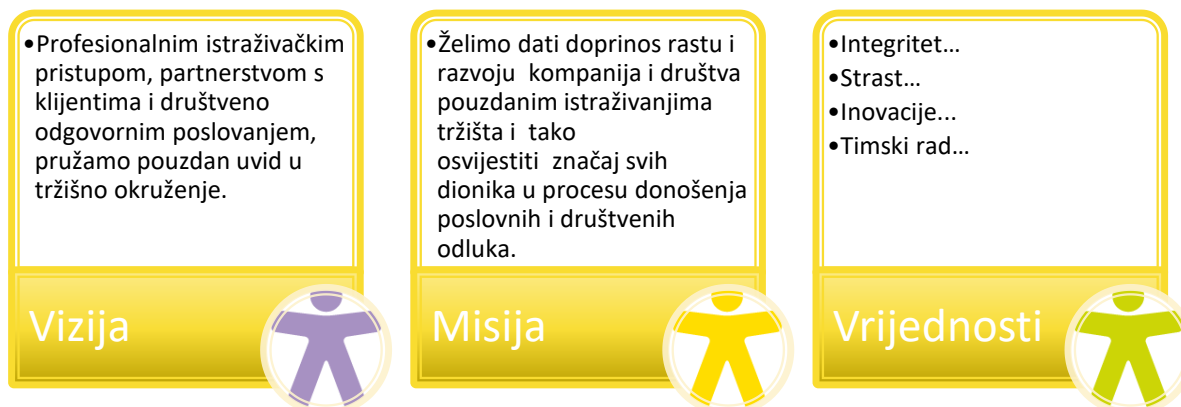 •Profesionalnim istraživačkim
pristupom, partnerstvom s
klijentima i društveno
odgovornim poslovanjem,
pružamo pouzdan uvid u
tržišno okruženje.
Vizija
•Želimo dati doprinos rastu i
razvoju  kompanija i društva
pouzdanim istraživanjima
tržišta i  tako
osvijestiti  značaj svih
dionika u procesu donošenja
poslovnih i društvenih
odluka.
Misija
•Integritet…
•Strast…
•Inovacije...
•Timski rad…
Vrijednosti